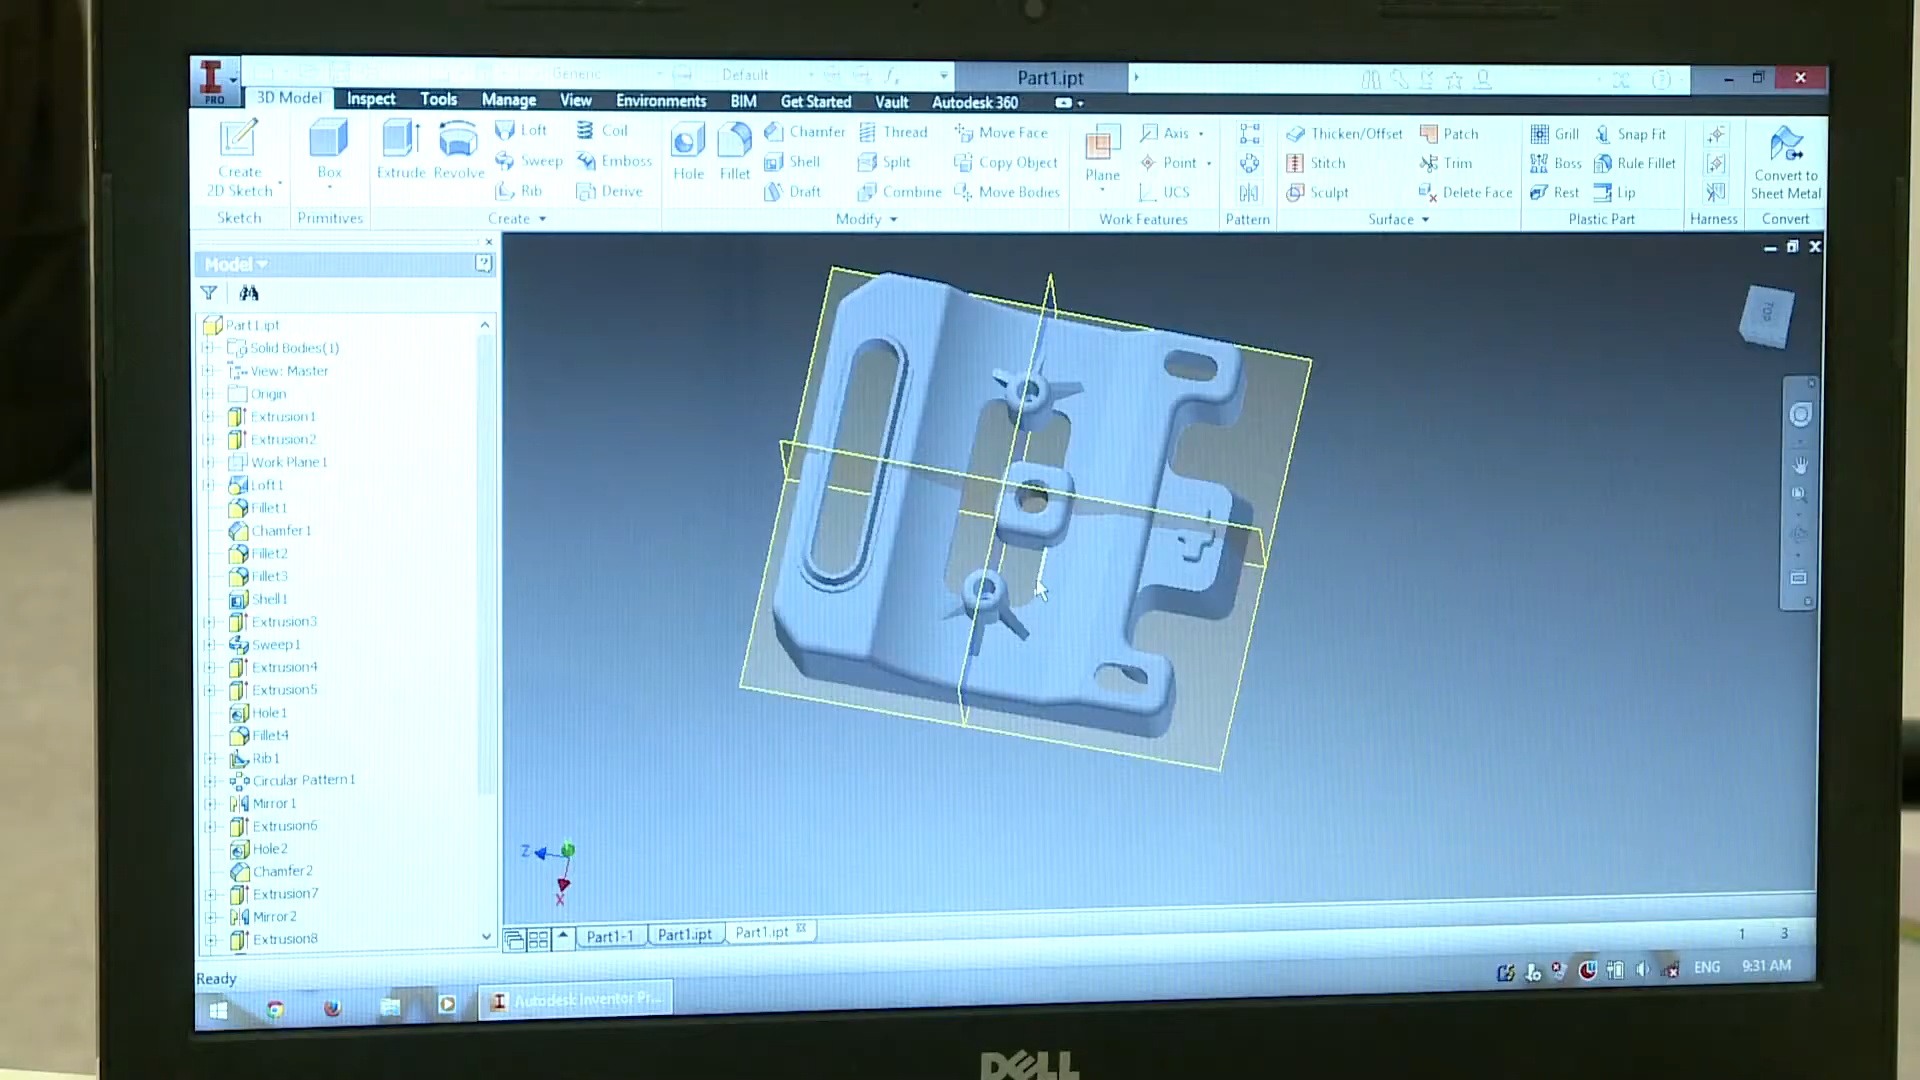 Generic Default Part1.ipt
PRO
3D Model Inspect Tools Manage View Environments BIM Get Started Vault Autodesk 360
Create 2D Sketch
Box
Extrude
Revolve
Loft
Sweep
Rib
Coil
Emboss
Derive
Hole
Fillet
Chamfer
Shell
Draft
Thread
Split
Combine
Move Face
Copy Object
Move Bodies
Plane
Axis
Point
UCS
Thicken/Offset
Stitch
Sculpt
Patch
Trim
Delete Face
Grill
Boss
Rest
Snap Fit
Rule Fillet
Lip
Convert to Sheet Metal
Sketch Primitives Create Modify Work Features Pattern Surface Plastic Part Harness Convert
Model
Part1.ipt
Solid Bodies(1)
View: Master
Origin
Extrusion1
Extrusion2
Work Plane1
Loft1
Fillet1
Chamfer1
Fillet2
Fillet3
Shell1
Extrusion3
Sweep1
Extrusion4
Extrusion5
Hole1
Fillet4
Rib1
Circular Pattern1
Mirror1
Extrusion6
Hole2
Chamfer2
Extrusion7
Mirror2
Extrusion8
TOP
Z
X
Part1-1 Part1.ipt Part1.ipt
1 3
Ready
Autodesk Inventor Pr...
ENG 9:31 AM
DELL